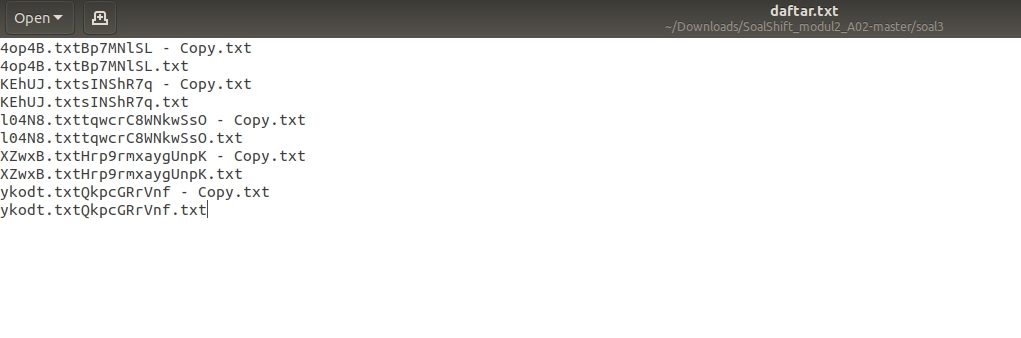 Open
daftar.txt
~/Downloads/SoalShift_modul2_A02-master/soal3
4op4B.txtBp7MNlSL - Copy.txt
4op4B.txtBp7MNlSL.txt
KEhUJ.txtsINShR7q - Copy.txt
KEhUJ.txtsINShR7q.txt
l04N8.txttqwcrC8WNkwSsO - Copy.txt
l04N8.txttqwcrC8WNkwSsO.txt
XZwxB.txtHrp9rmxaygUnpK - Copy.txt
XZwxB.txtHrp9rmxaygUnpK.txt
ykodt.txtQkpcGRrVnf - Copy.txt
ykodt.txtQkpcGRrVnf.txt